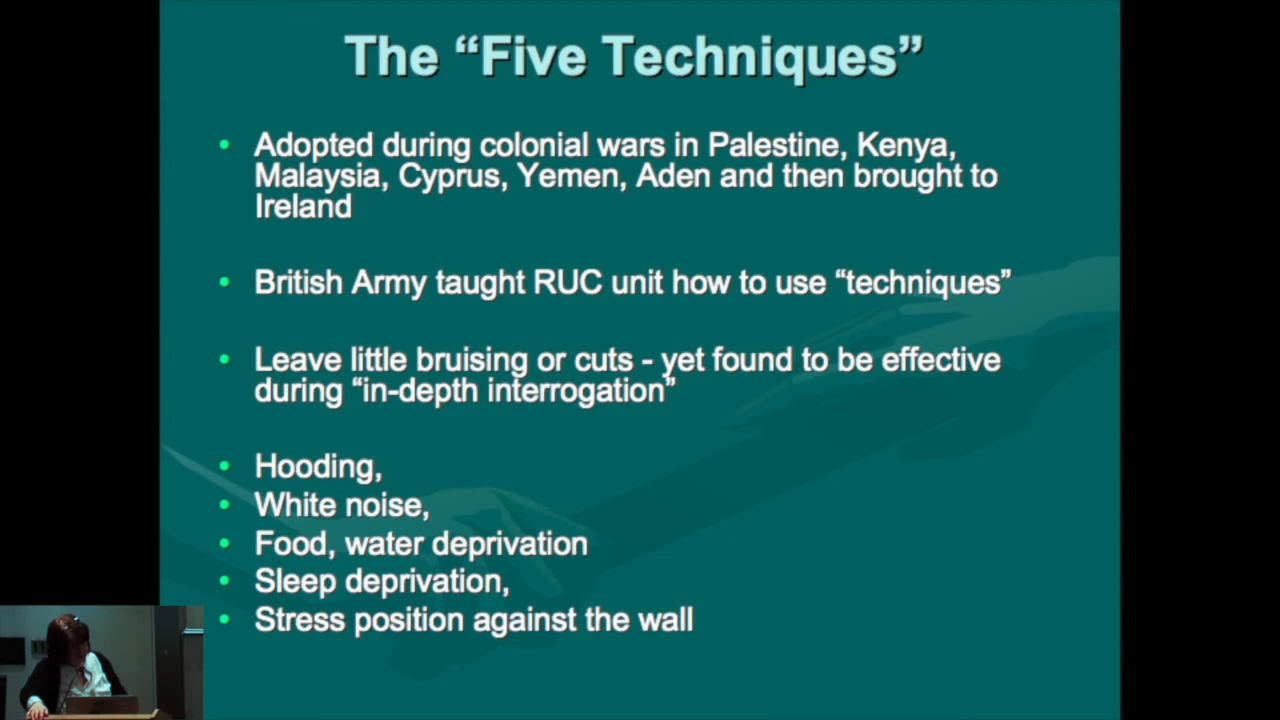 The “Five Techniques”
• Adopted during colonial wars in Palestine, Kenya,
Malaysia, Cyprus, Yemen, Aden and then brought to
Ireland
• British Army taught RUC unit how to use “techniques”
• Leave little bruising or cuts - yet found to be effective
during “in-depth interrogation”
• Hooding,
• White noise,
• Food, water deprivation
• Sleep deprivation,
• Stress position against the wall